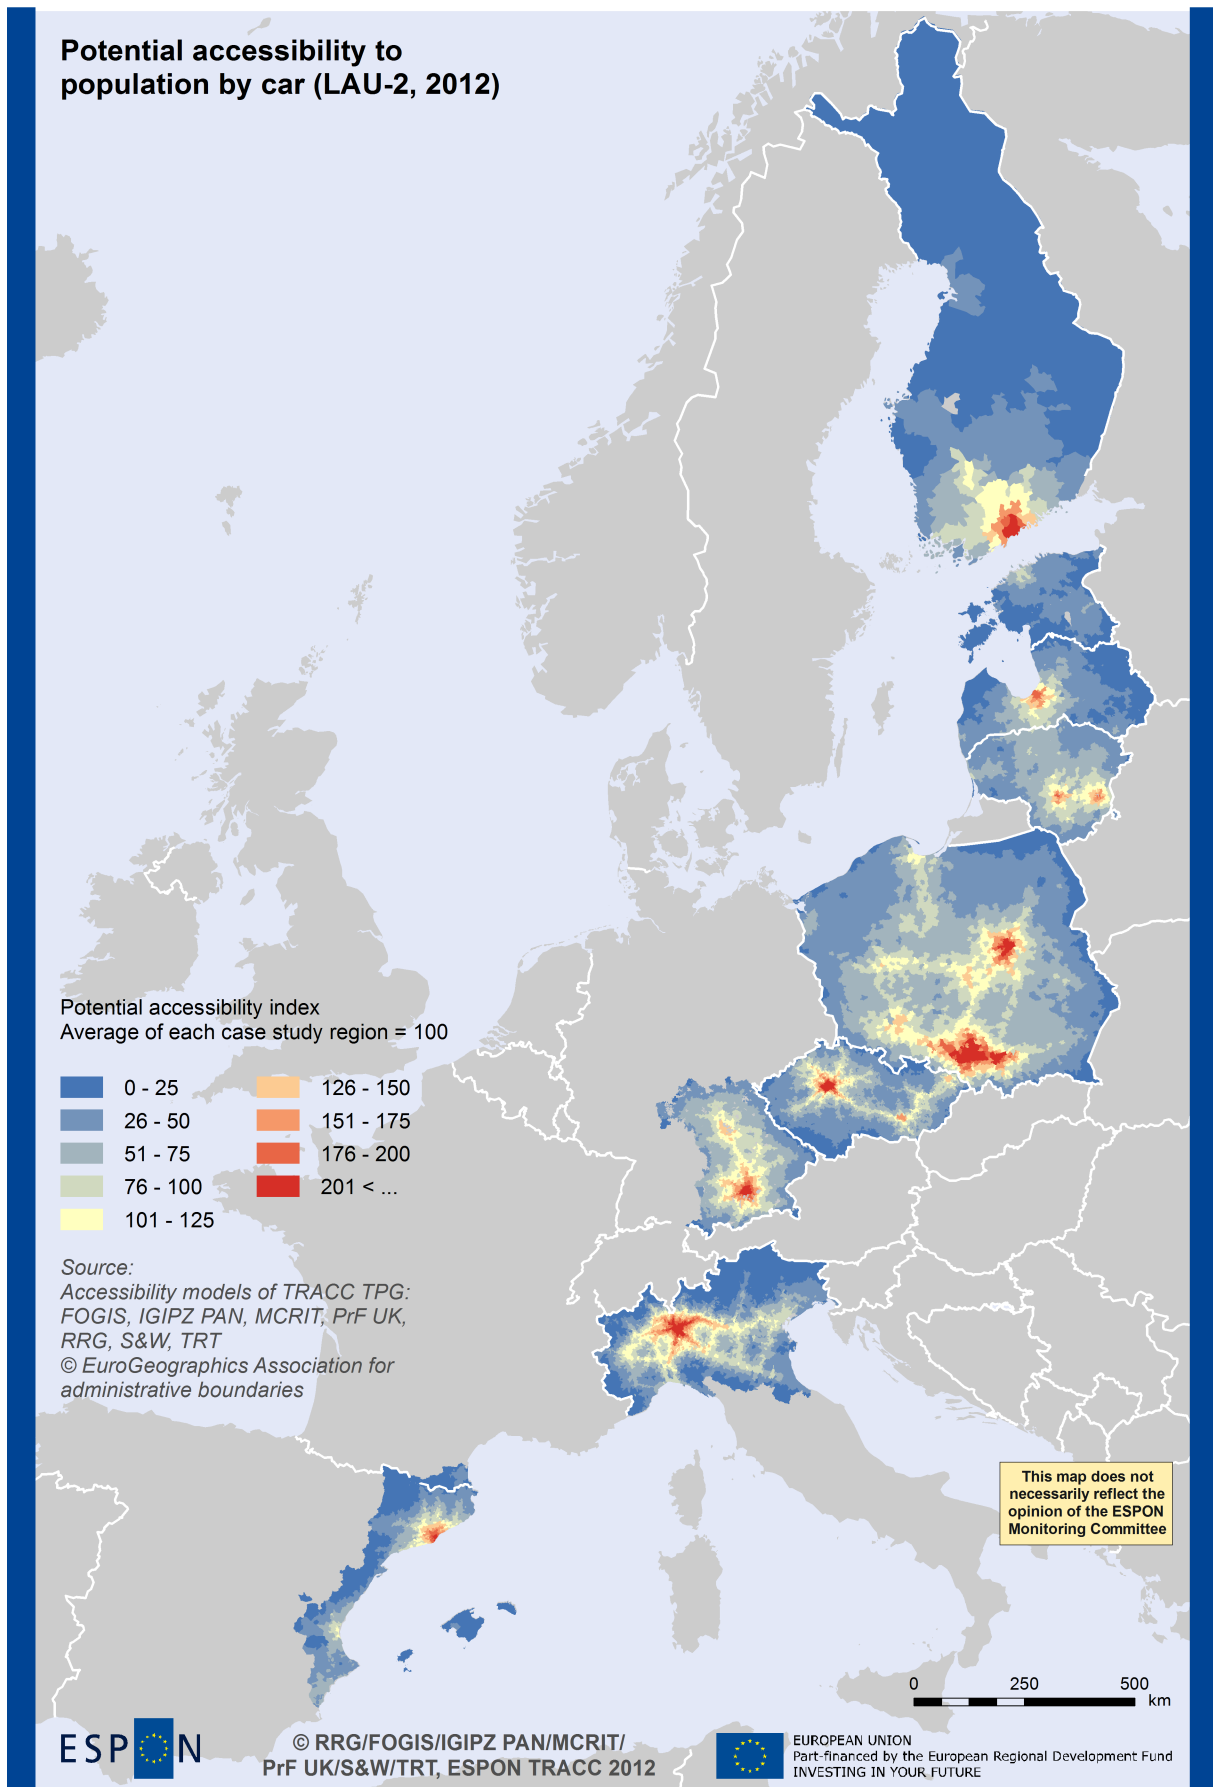 Potential accessibility to
population by car (LAU-2, 2012)
Potential accessibility index
Average of each case study region = 100
0 - 25
26 - 50
51 - 75
76 - 100
101 - 125
126 - 150
151 - 175
176 - 200
201 < ...
Source:
Accessibility models of TRACC TPG:
FOGIS, IGIPZ PAN, MCRIT, PrF UK,
RRG, S&W, TRT
© EuroGeographics Association for
administrative boundaries
This map does not
necessarily reflect the
opinion of the ESPON
Monitoring Committee
0 250 500
km
ESPON
© RRG/FOGIS/IGIPZ PAN/MCRIT/
PrF UK/S&W/TRT, ESPON TRACC 2012
EUROPEAN UNION
Part-financed by the European Regional Development Fund
INVESTING IN YOUR FUTURE